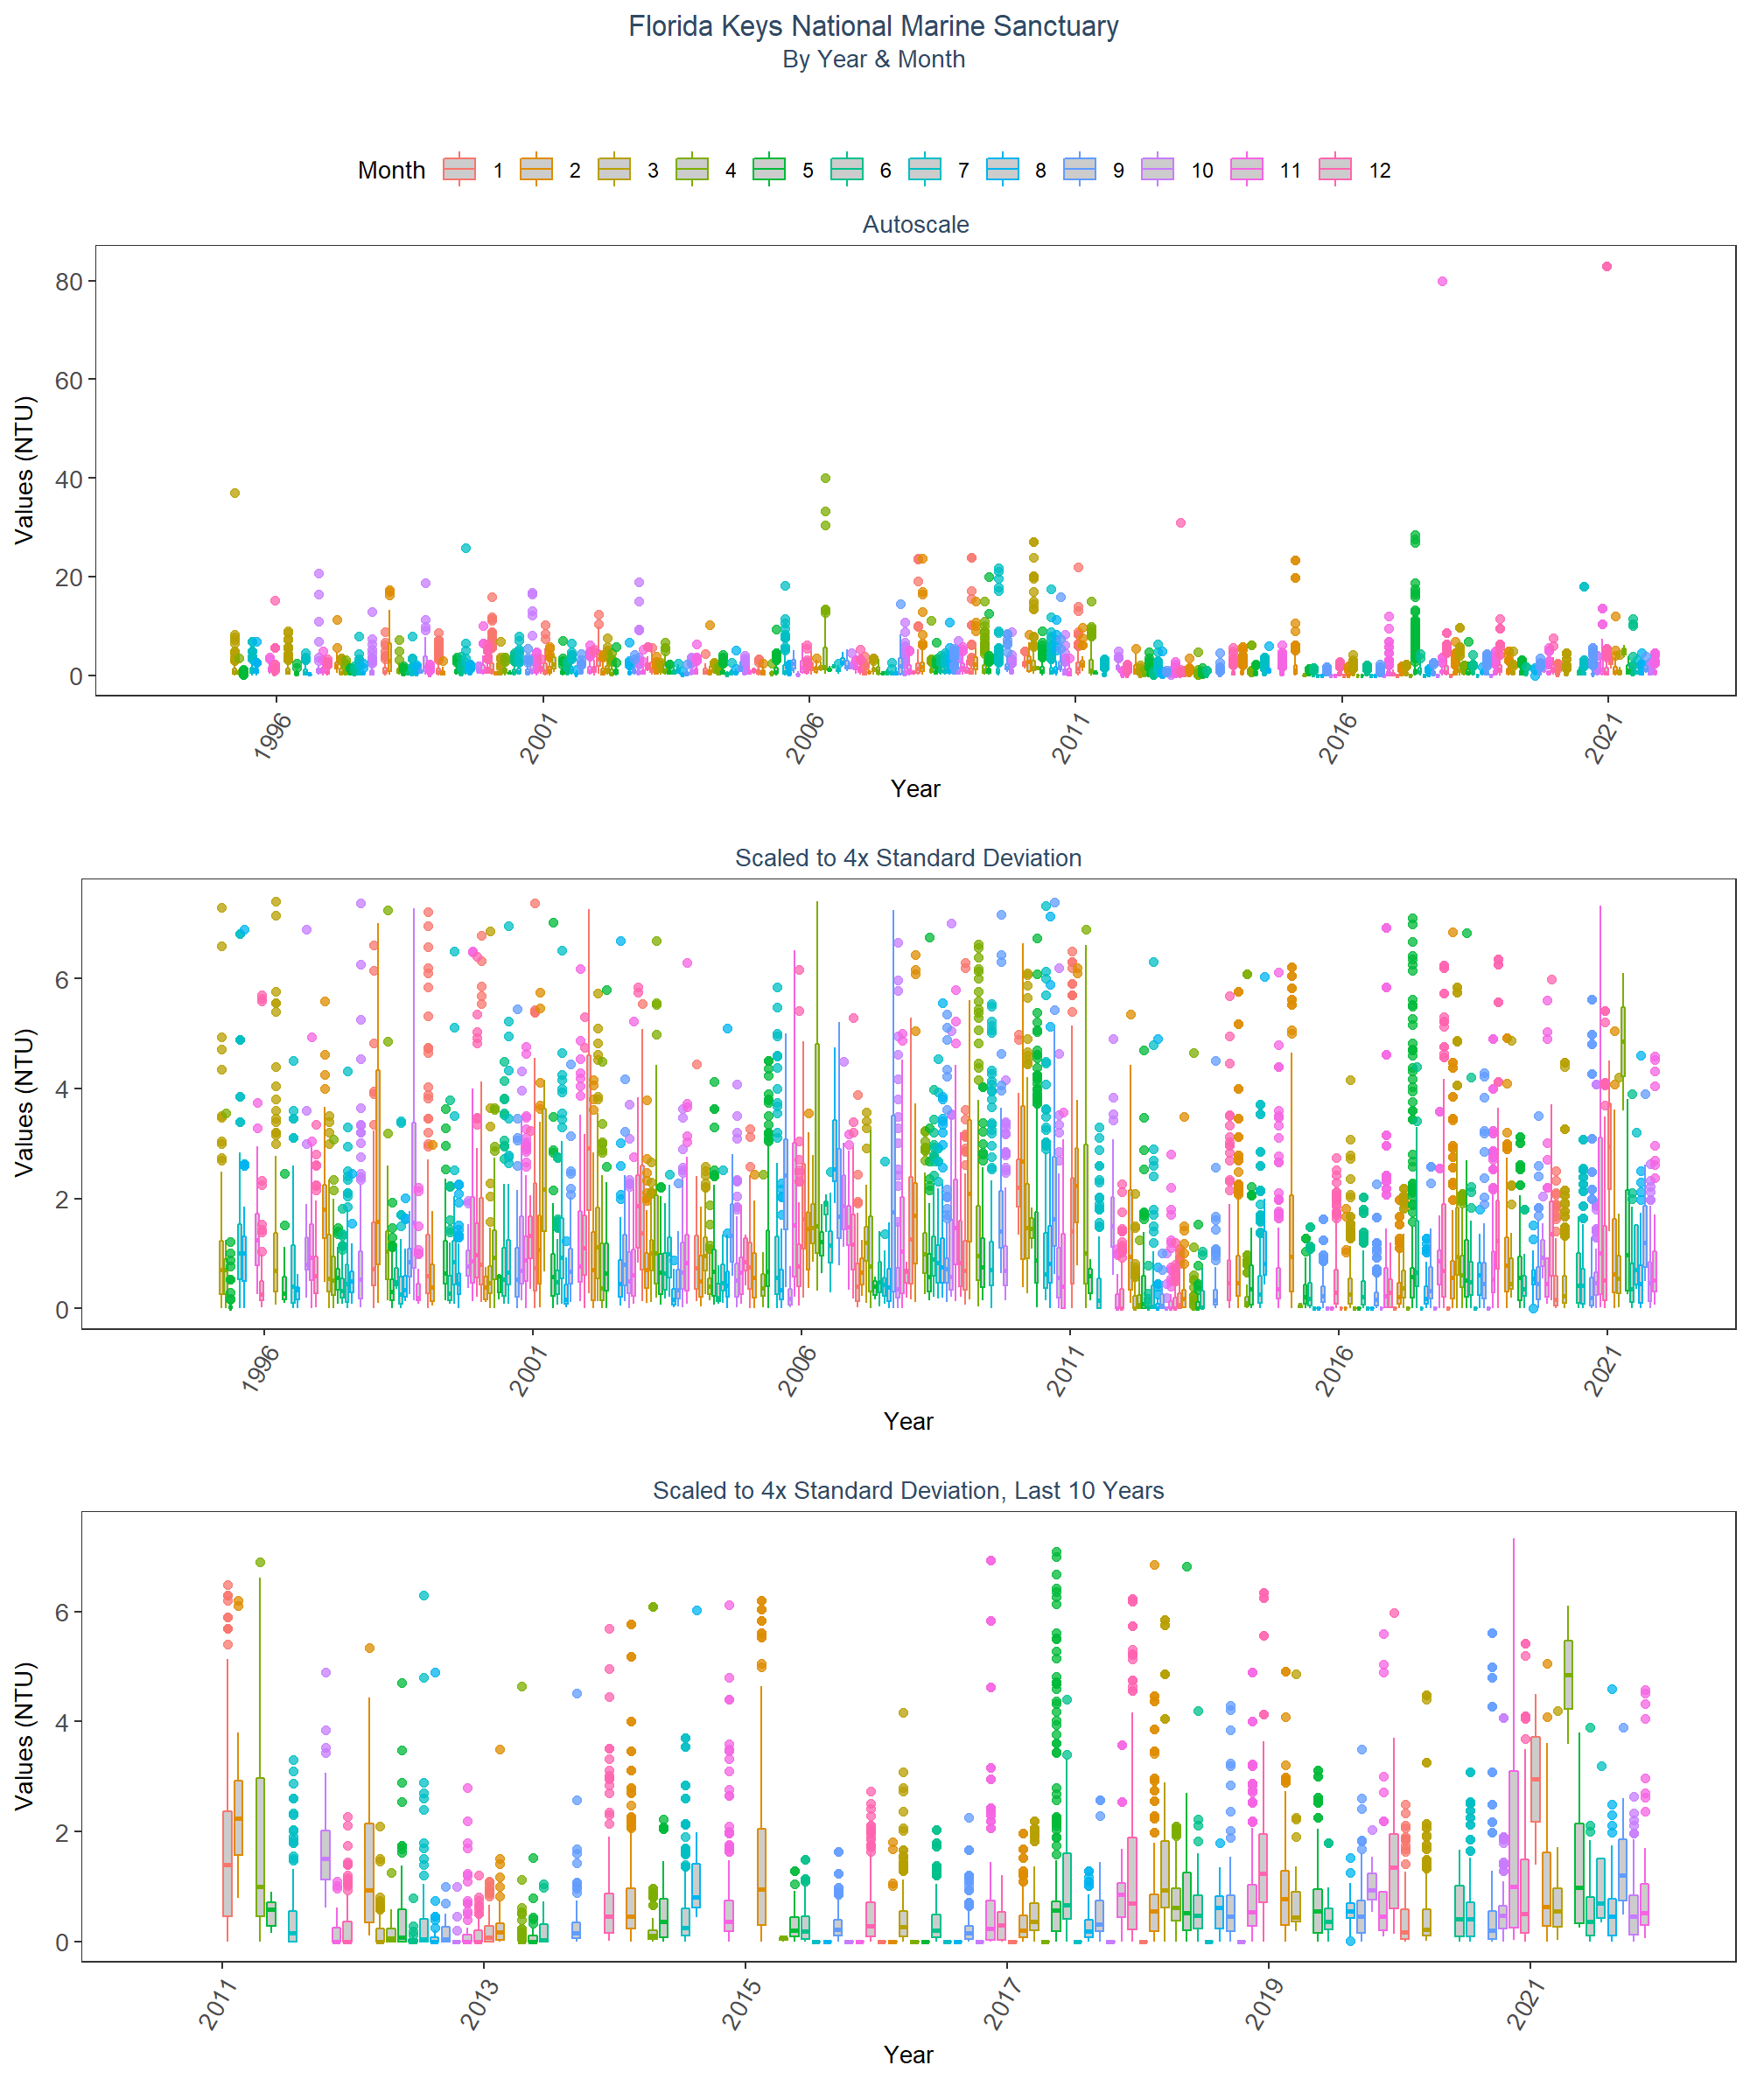 Florida Keys National Marine Sanctuary
By Year & Month
Month 1 2 3 4 5 6 7 8 9 10 11 12
Autoscale
Values (NTU)
80
60
40
20
0
1996 2001 2006 2011 2016 2021
Year
Scaled to 4x Standard Deviation
Values (NTU)
6
4
2
0
1996 2001 2006 2011 2016 2021
Year
Scaled to 4x Standard Deviation, Last 10 Years
Values (NTU)
6
4
2
0
2011 2013 2015 2017 2019 2021
Year